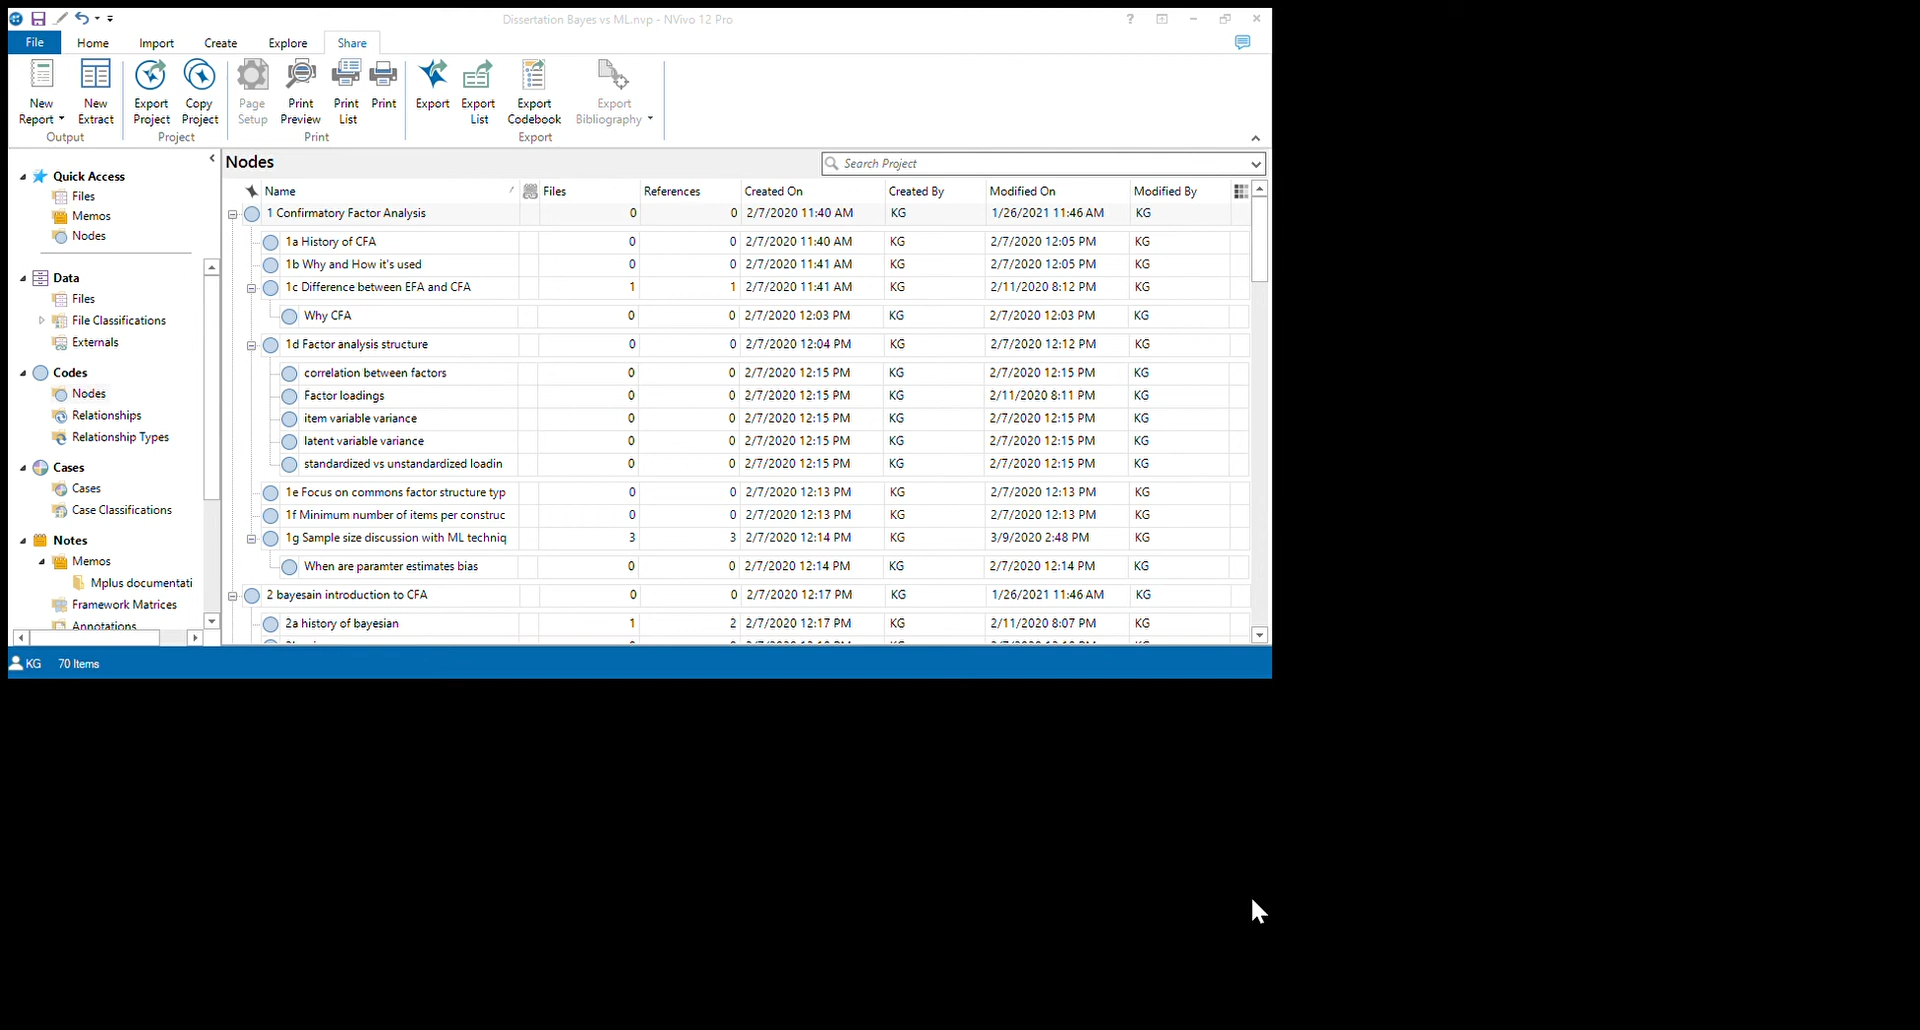 Dissertation Bayes vs ML.nvp - NVivo 12 Pro
File Home Import Create Explore Share
New Report
New Extract
Export Project
Copy Project
Page Setup
Print Preview
Print List
Print
Export
Export List
Export Codebook
Export Bibliography
Output Project Print Export
Quick Access
Files
Memos
Nodes
Data
Files
File Classifications
Externals
Codes
Nodes
Relationships
Relationship Types
Cases
Cases
Case Classifications
Notes
Memos
Mplus documentati
Framework Matrices
Annotations
Nodes
Search Project
Name Files References Created On Created By Modified On Modified By
1 Confirmatory Factor Analysis 0 0 2/7/2020 11:40 AM KG 1/26/2021 11:46 AM KG
1a History of CFA 0 0 2/7/2020 11:40 AM KG 2/7/2020 12:05 PM KG
1b Why and How it's used 0 0 2/7/2020 11:41 AM KG 2/7/2020 12:05 PM KG
1c Difference between EFA and CFA 1 1 2/7/2020 11:41 AM KG 2/11/2020 8:12 PM KG
Why CFA 0 0 2/7/2020 12:03 PM KG 2/7/2020 12:03 PM KG
1d Factor analysis structure 0 0 2/7/2020 12:04 PM KG 2/7/2020 12:12 PM KG
correlation between factors 0 0 2/7/2020 12:15 PM KG 2/7/2020 12:15 PM KG
Factor loadings 0 0 2/7/2020 12:15 PM KG 2/11/2020 8:11 PM KG
item variable variance 0 0 2/7/2020 12:15 PM KG 2/7/2020 12:15 PM KG
latent variable variance 0 0 2/7/2020 12:15 PM KG 2/7/2020 12:15 PM KG
standardized vs unstandardized loadin 0 0 2/7/2020 12:15 PM KG 2/7/2020 12:15 PM KG
1e Focus on commons factor structure typ 0 0 2/7/2020 12:13 PM KG 2/7/2020 12:13 PM KG
1f Minimum number of items per construc 0 0 2/7/2020 12:13 PM KG 2/7/2020 12:13 PM KG
1g Sample size discussion with ML techniq 3 3 2/7/2020 12:14 PM KG 3/9/2020 2:48 PM KG
When are paramter estimates bias 0 0 2/7/2020 12:14 PM KG 2/7/2020 12:14 PM KG
2 bayesain introduction to CFA 0 0 2/7/2020 12:17 PM KG 1/26/2021 11:46 AM KG
2a history of bayesian 1 2 2/7/2020 12:17 PM KG 2/11/2020 8:07 PM KG
KG 70 Items